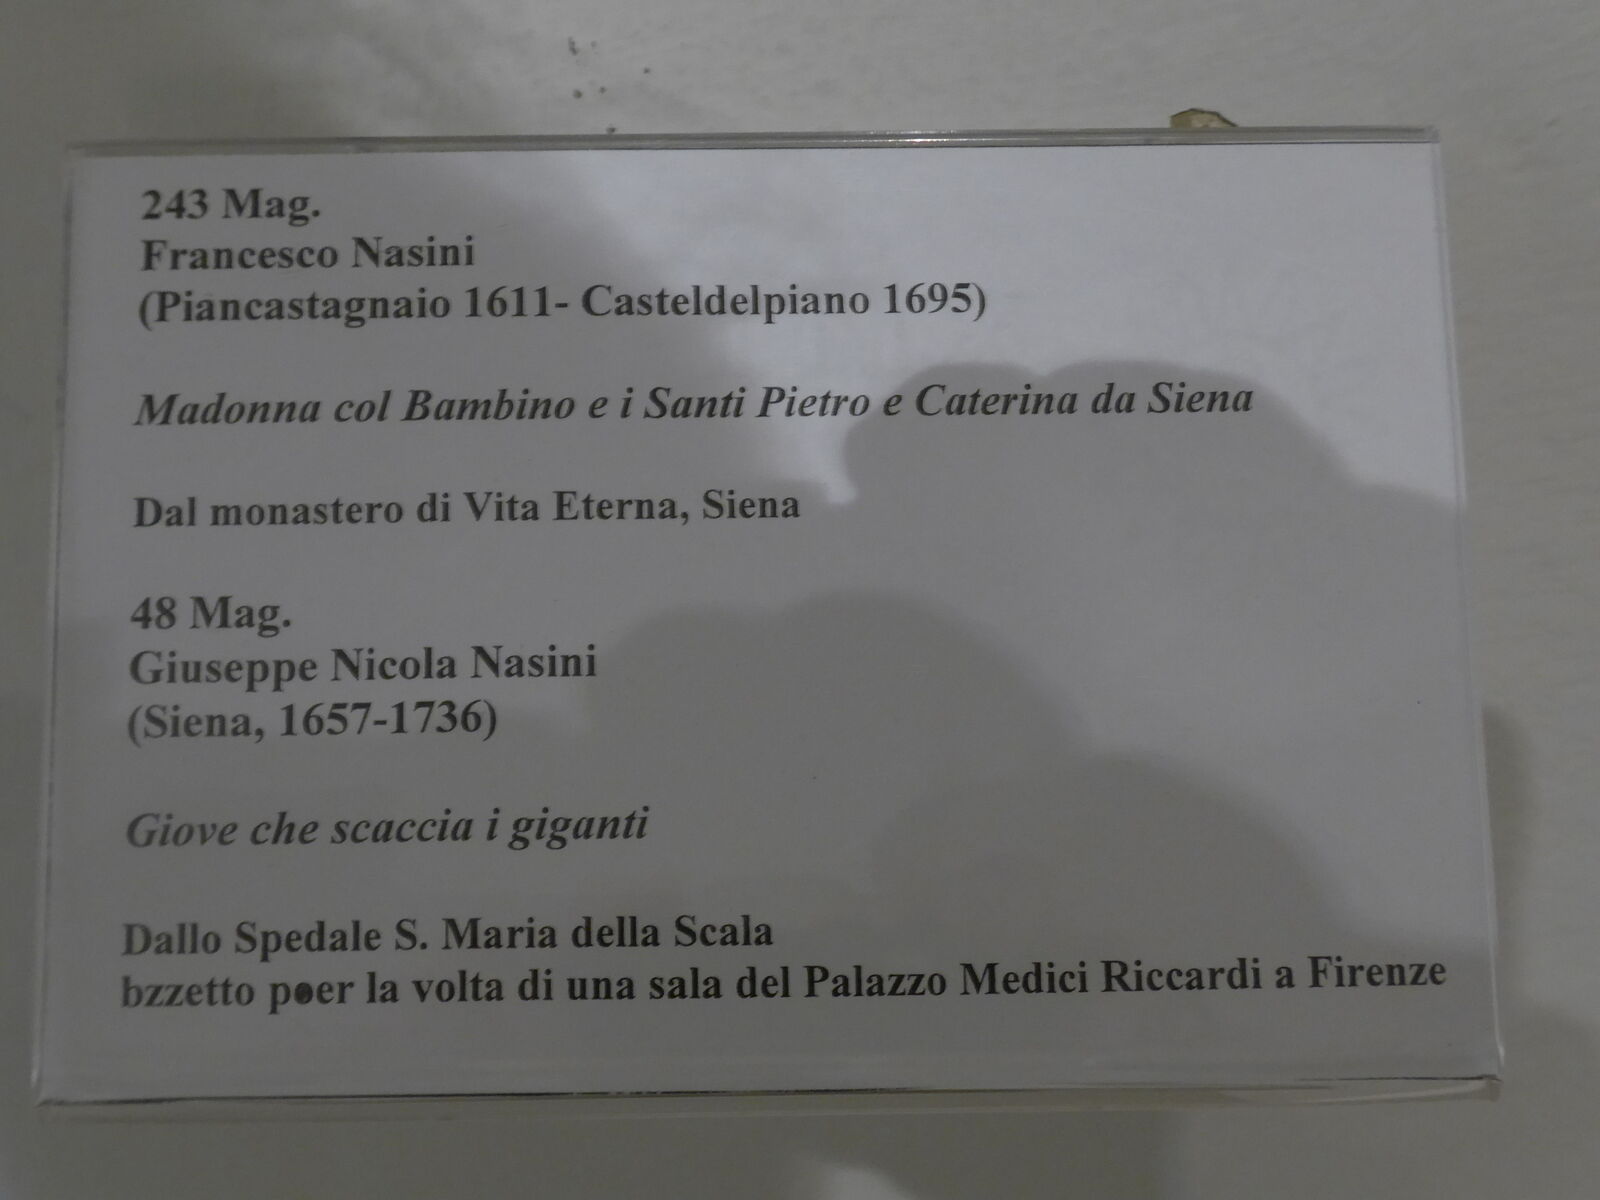 243 Mag.
Francesco Nasini
(Piancastagnaio 1611- Casteldelpiano 1695)
Madonna col Bambino e i Santi Pietro e Caterina da Siena
Dal monastero di Vita Eterna, Siena
48 Mag.
Giuseppe Nicola Nasini
(Siena, 1657-1736)
Giove che scaccia i giganti
Dallo Spedale S. Maria della Scala
bzzetto poer la volta di una sala del Palazzo Medici Riccardi a Firenze